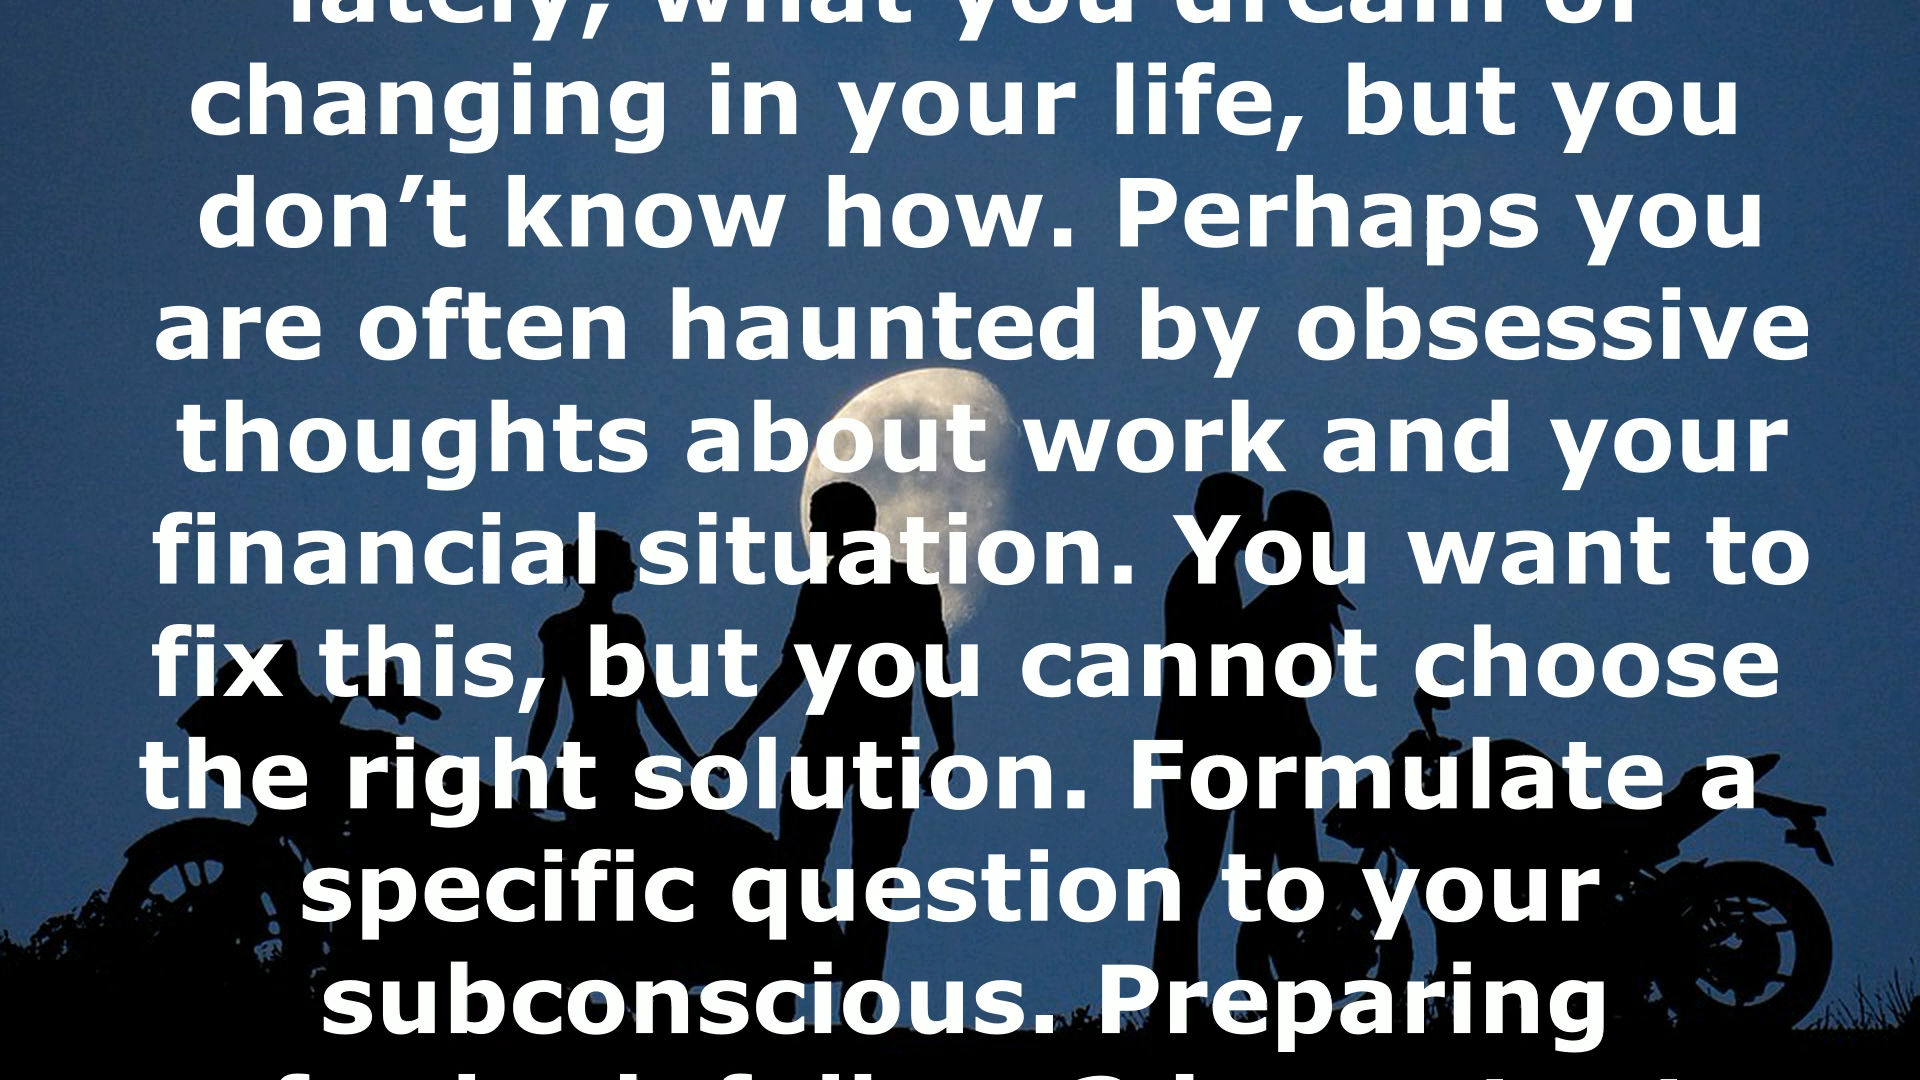 lately, what you dream of
changing in your life, but you
don’t know how. Perhaps you
are often haunted by obsessive
thoughts about work and your
financial situation. You want to
fix this, but you cannot choose
the right solution. Formulate a
specific question to your
subconscious. Preparing